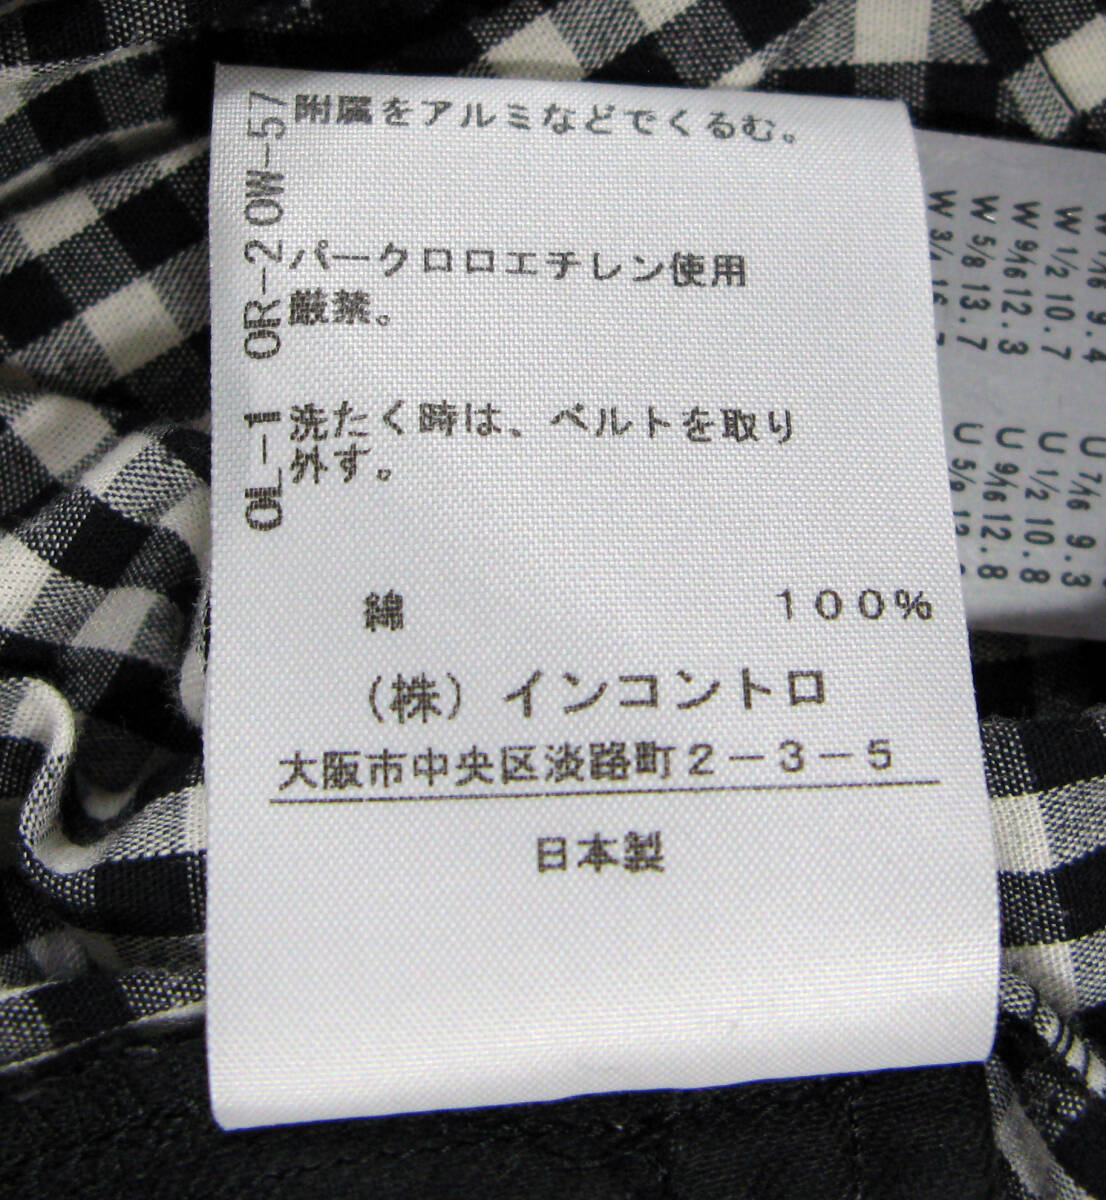 附属をアルミなどでくるむ。
パークロロエチレン使用
厳禁。
洗たく時は、ベルトを取り
外す。
OL-1 OR-2 OW-57
綿 100%
(株) インコントロ
大阪市中央区淡路町2-3-5
日本製
W 1/2 10.7
W 9/16 12.3
W 5/8 13.7
U 7/16 9.3
U 1/2 10.8
U 9/16 12.8
U 5/8